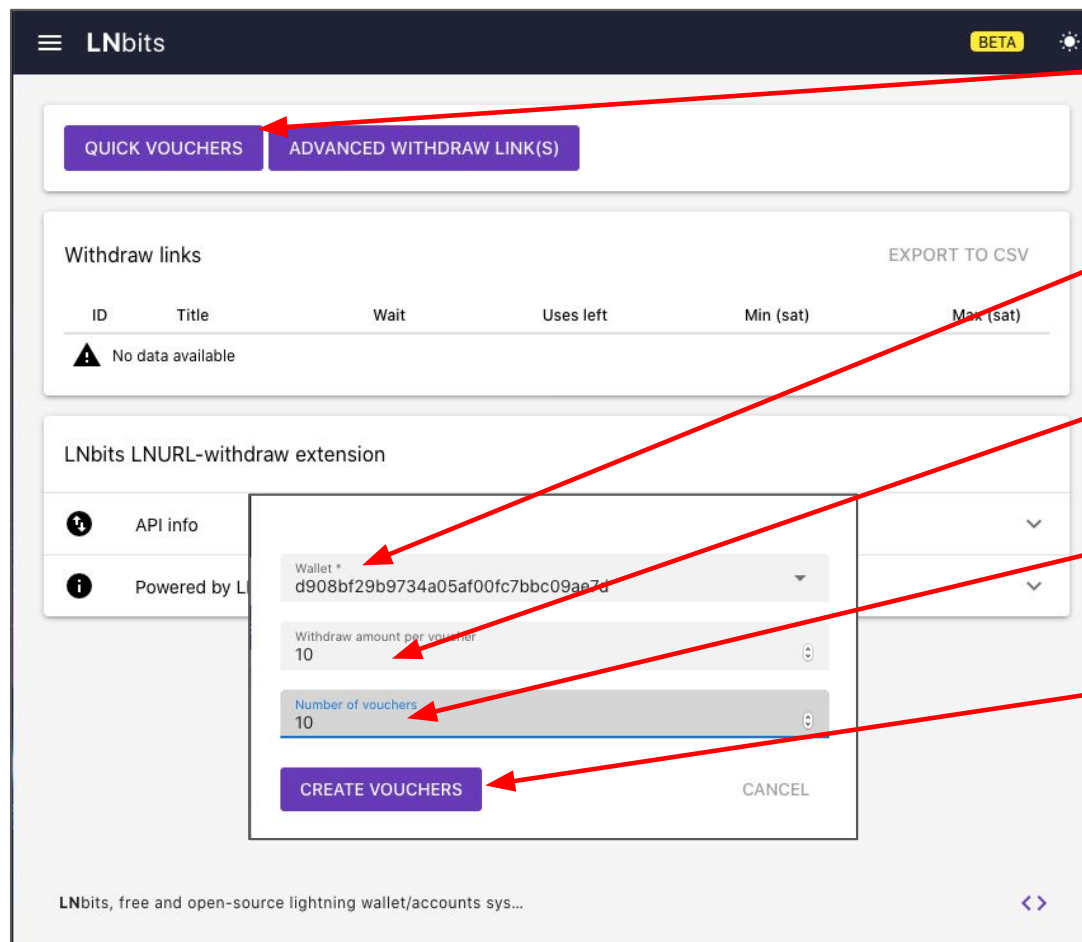 LNbits
BETA
QUICK VOUCHERS
ADVANCED WITHDRAW LINK(S)
Withdraw links
EXPORT TO CSV
ID Title Wait Uses left Min (sat) Max (sat)
No data available
LNbits LNURL-withdraw extension
API info
Powered by
Wallet *
d908bf29b9734a05af00fc7bbc09ae7d
Withdraw amount per voucher
10
Number of vouchers
10
CREATE VOUCHERS
CANCEL
LNbits, free and open-source lightning wallet/accounts sys...